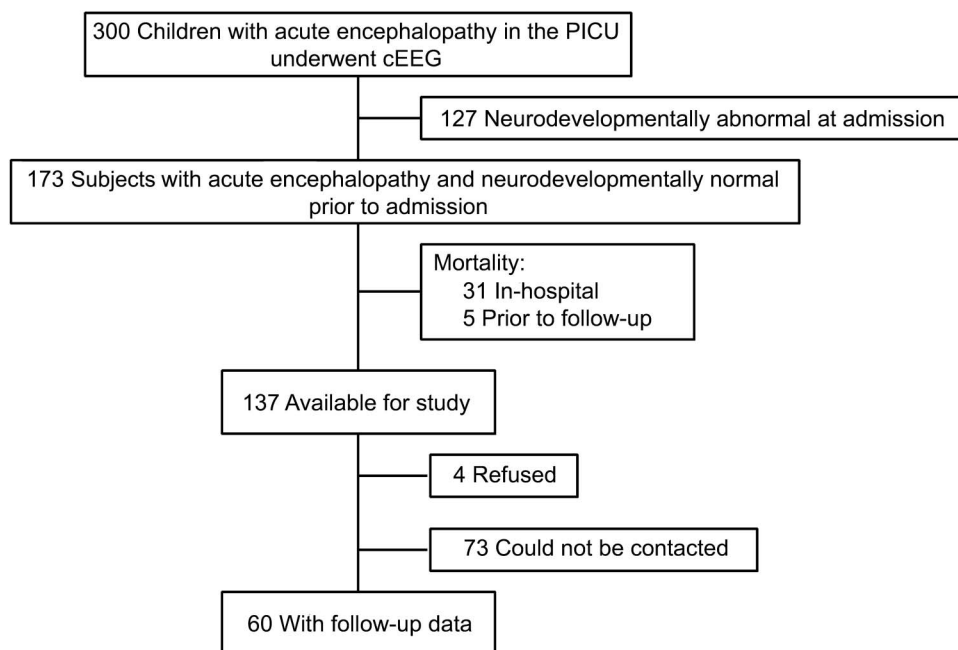 300 Children with acute encephalopathy in the PICU
underwent cEEG
127 Neurodevelopmentally abnormal at admission
173 Subjects with acute encephalopathy and neurodevelopmentally normal
prior to admission
Mortality:
31 In-hospital
5 Prior to follow-up
137 Available for study
4 Refused
73 Could not be contacted
60 With follow-up data